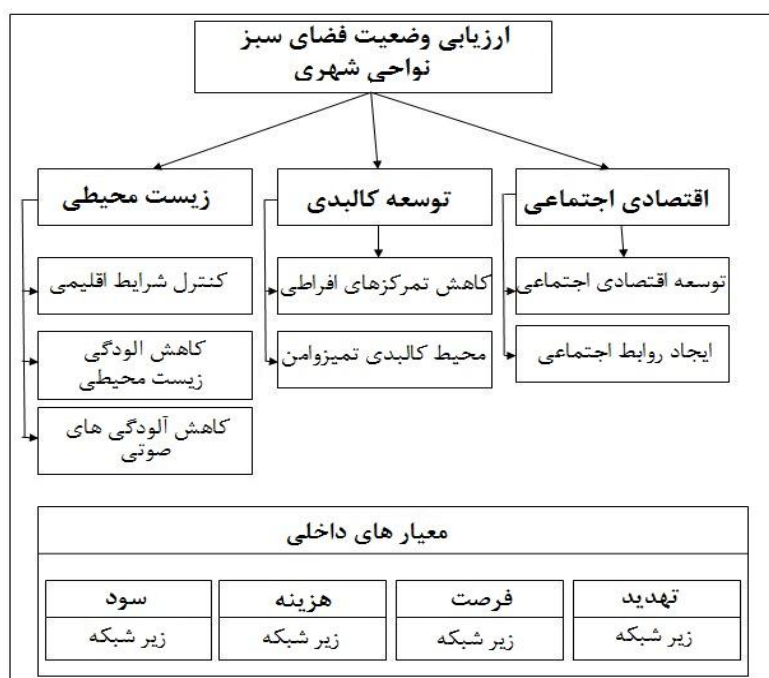 ارزیابی وضعیت فضای سبز
نواحی شهری
اقتصادی اجتماعی
توسعه کالبدی
زیست محیطی
توسعه اقتصادی اجتماعی
کاهش تمرکزهای افراطی
کنترل شرایط اقلیمی
ایجاد روابط اجتماعی
محیط کالبدی تمیزوامن
کاهش الودگی
زیست محیطی
کاهش آلودگی های
صوتی
معیار های داخلی
تهدید
فرصت
هزینه
سود
زیر شبکه
زیر شبکه
زیر شبکه
زیر شبکه